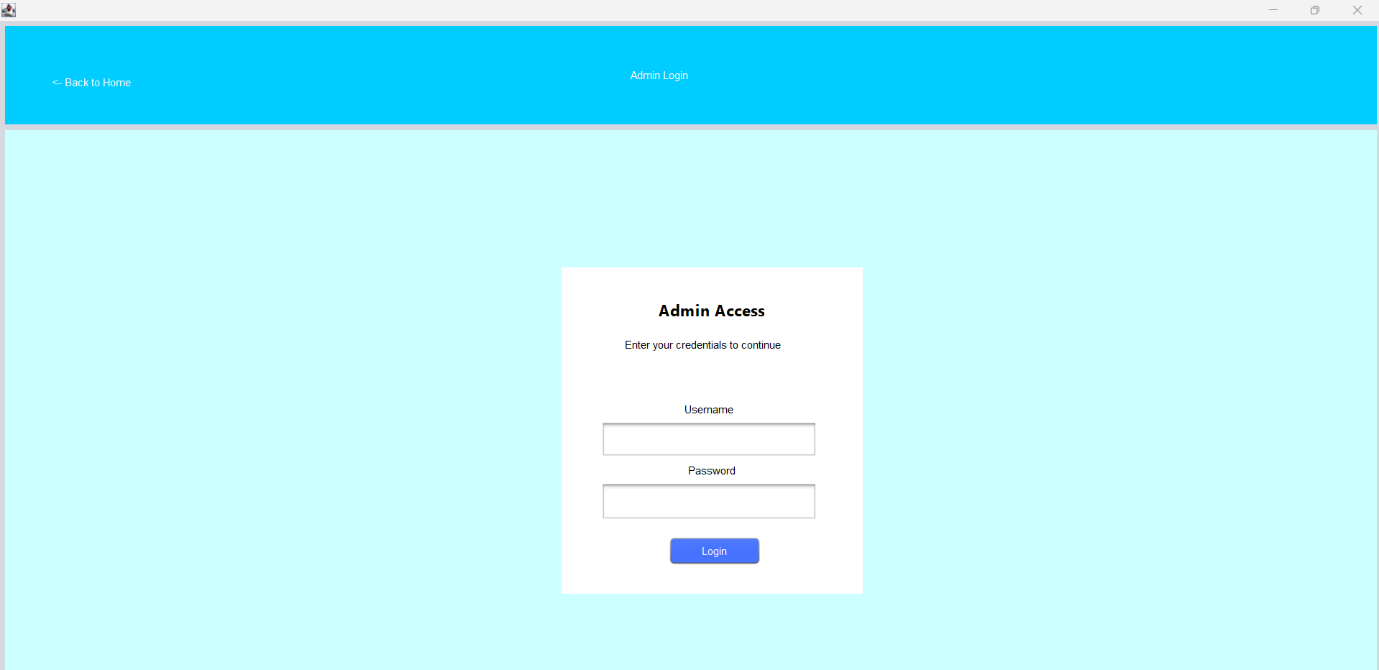 <- Back to Home
Admin Login
Admin Access
Enter your credentials to continue
Username
Password
Login